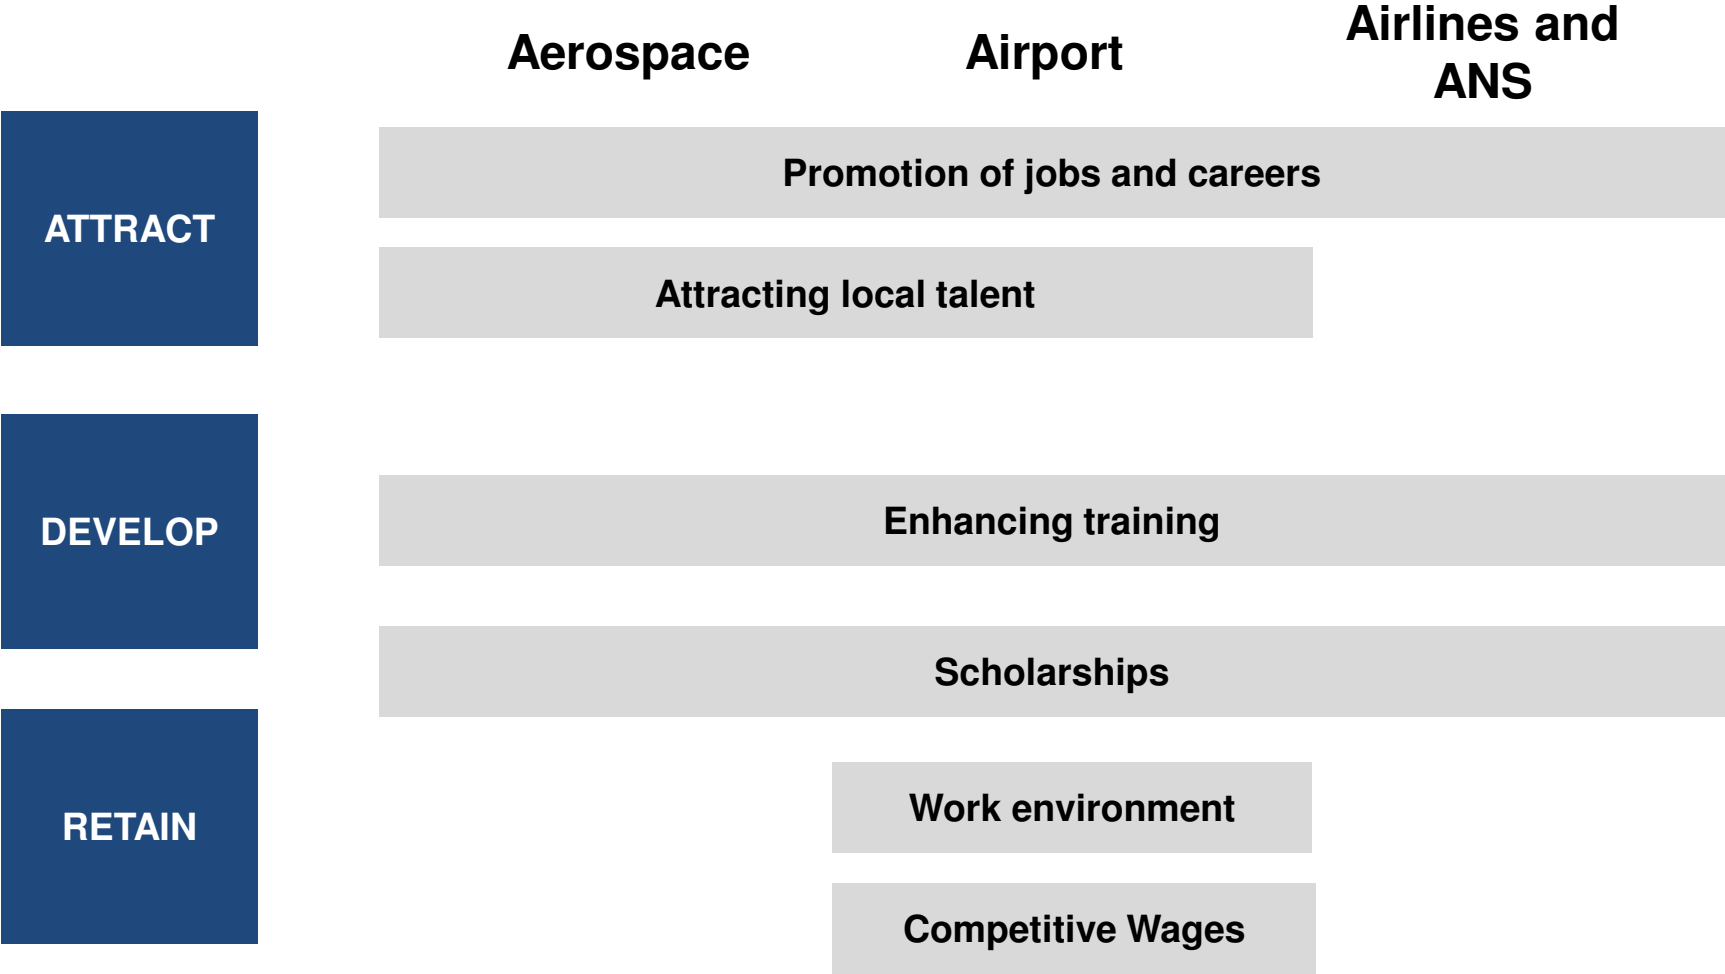 Aerospace
Airport
Airlines and
ANS
ATTRACT
Promotion of jobs and careers
Attracting local talent
DEVELOP
Enhancing training
Scholarships
RETAIN
Work environment
Competitive Wages